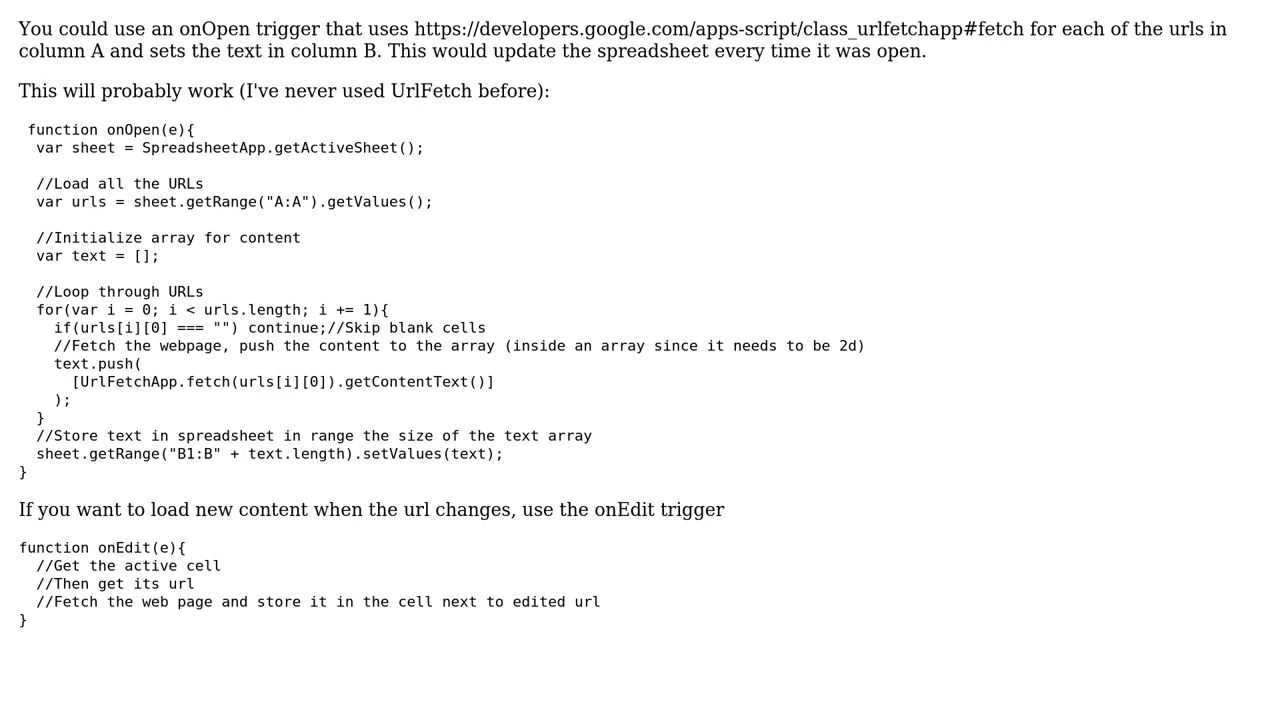 You could use an onOpen trigger that uses https://developers.google.com/apps-script/class_urlfetchapp#fetch for each of the urls in
column A and sets the text in column B. This would update the spreadsheet every time it was open.
This will probably work (I've never used UrlFetch before):
 function onOpen(e){
  var sheet = SpreadsheetApp.getActiveSheet();
  //Load all the URLs
  var urls = sheet.getRange("A:A").getValues();
  //Initialize array for content
  var text = [];
  //Loop through URLs
  for(var i = 0; i < urls.length; i += 1){
    if(urls[i][0] === "") continue;//Skip blank cells
    //Fetch the webpage, push the content to the array (inside an array since it needs to be 2d)
    text.push(
      [UrlFetchApp.fetch(urls[i][0]).getContentText()]
    );
  }
  //Store text in spreadsheet in range the size of the text array
  sheet.getRange("B1:B" + text.length).setValues(text);
}
If you want to load new content when the url changes, use the onEdit trigger
function onEdit(e){
  //Get the active cell
  //Then get its url
  //Fetch the web page and store it in the cell next to edited url
}